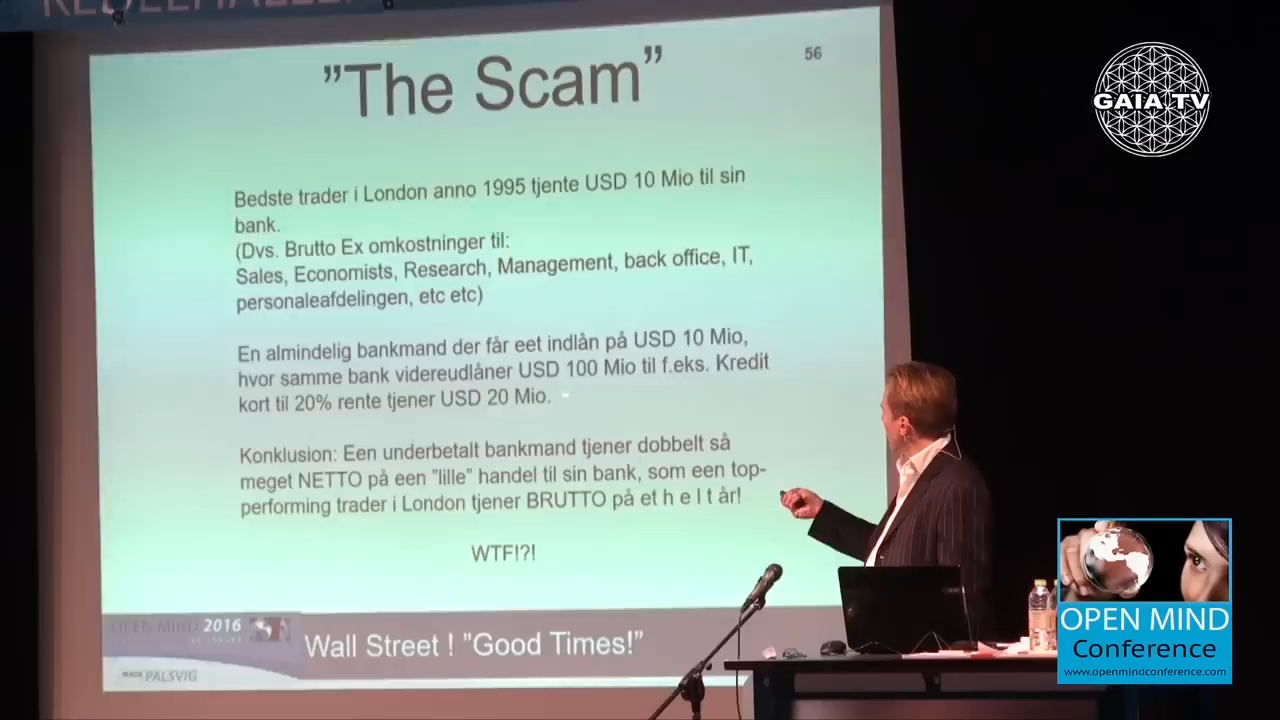 "The Scam"
56
GAIA.TV
Bedste trader i London anno 1995 tjente USD 10 Mio til sin
bank.
(Dvs. Brutto Ex omkostninger til:
Sales, Economists, Research, Management, back office, IT,
personaleafdelingen, etc etc)
En almindelig bankmand der får eet indlån på USD 10 Mio,
hvor samme bank videreudlåner USD 100 Mio til f.eks. Kredit
kort til 20% rente tjener USD 20 Mio.
Konklusion: Een underbetalt bankmand tjener dobbelt så
meget NETTO på een "lille" handel til sin bank, som een top-
performing trader i London tjener BRUTTO på et h e l t år!
WTF!?!
OPEN MIND 2016
Wall Street ! "Good Times!"
PALSVIG
OPEN MIND
Conference
www.openmindconference.com